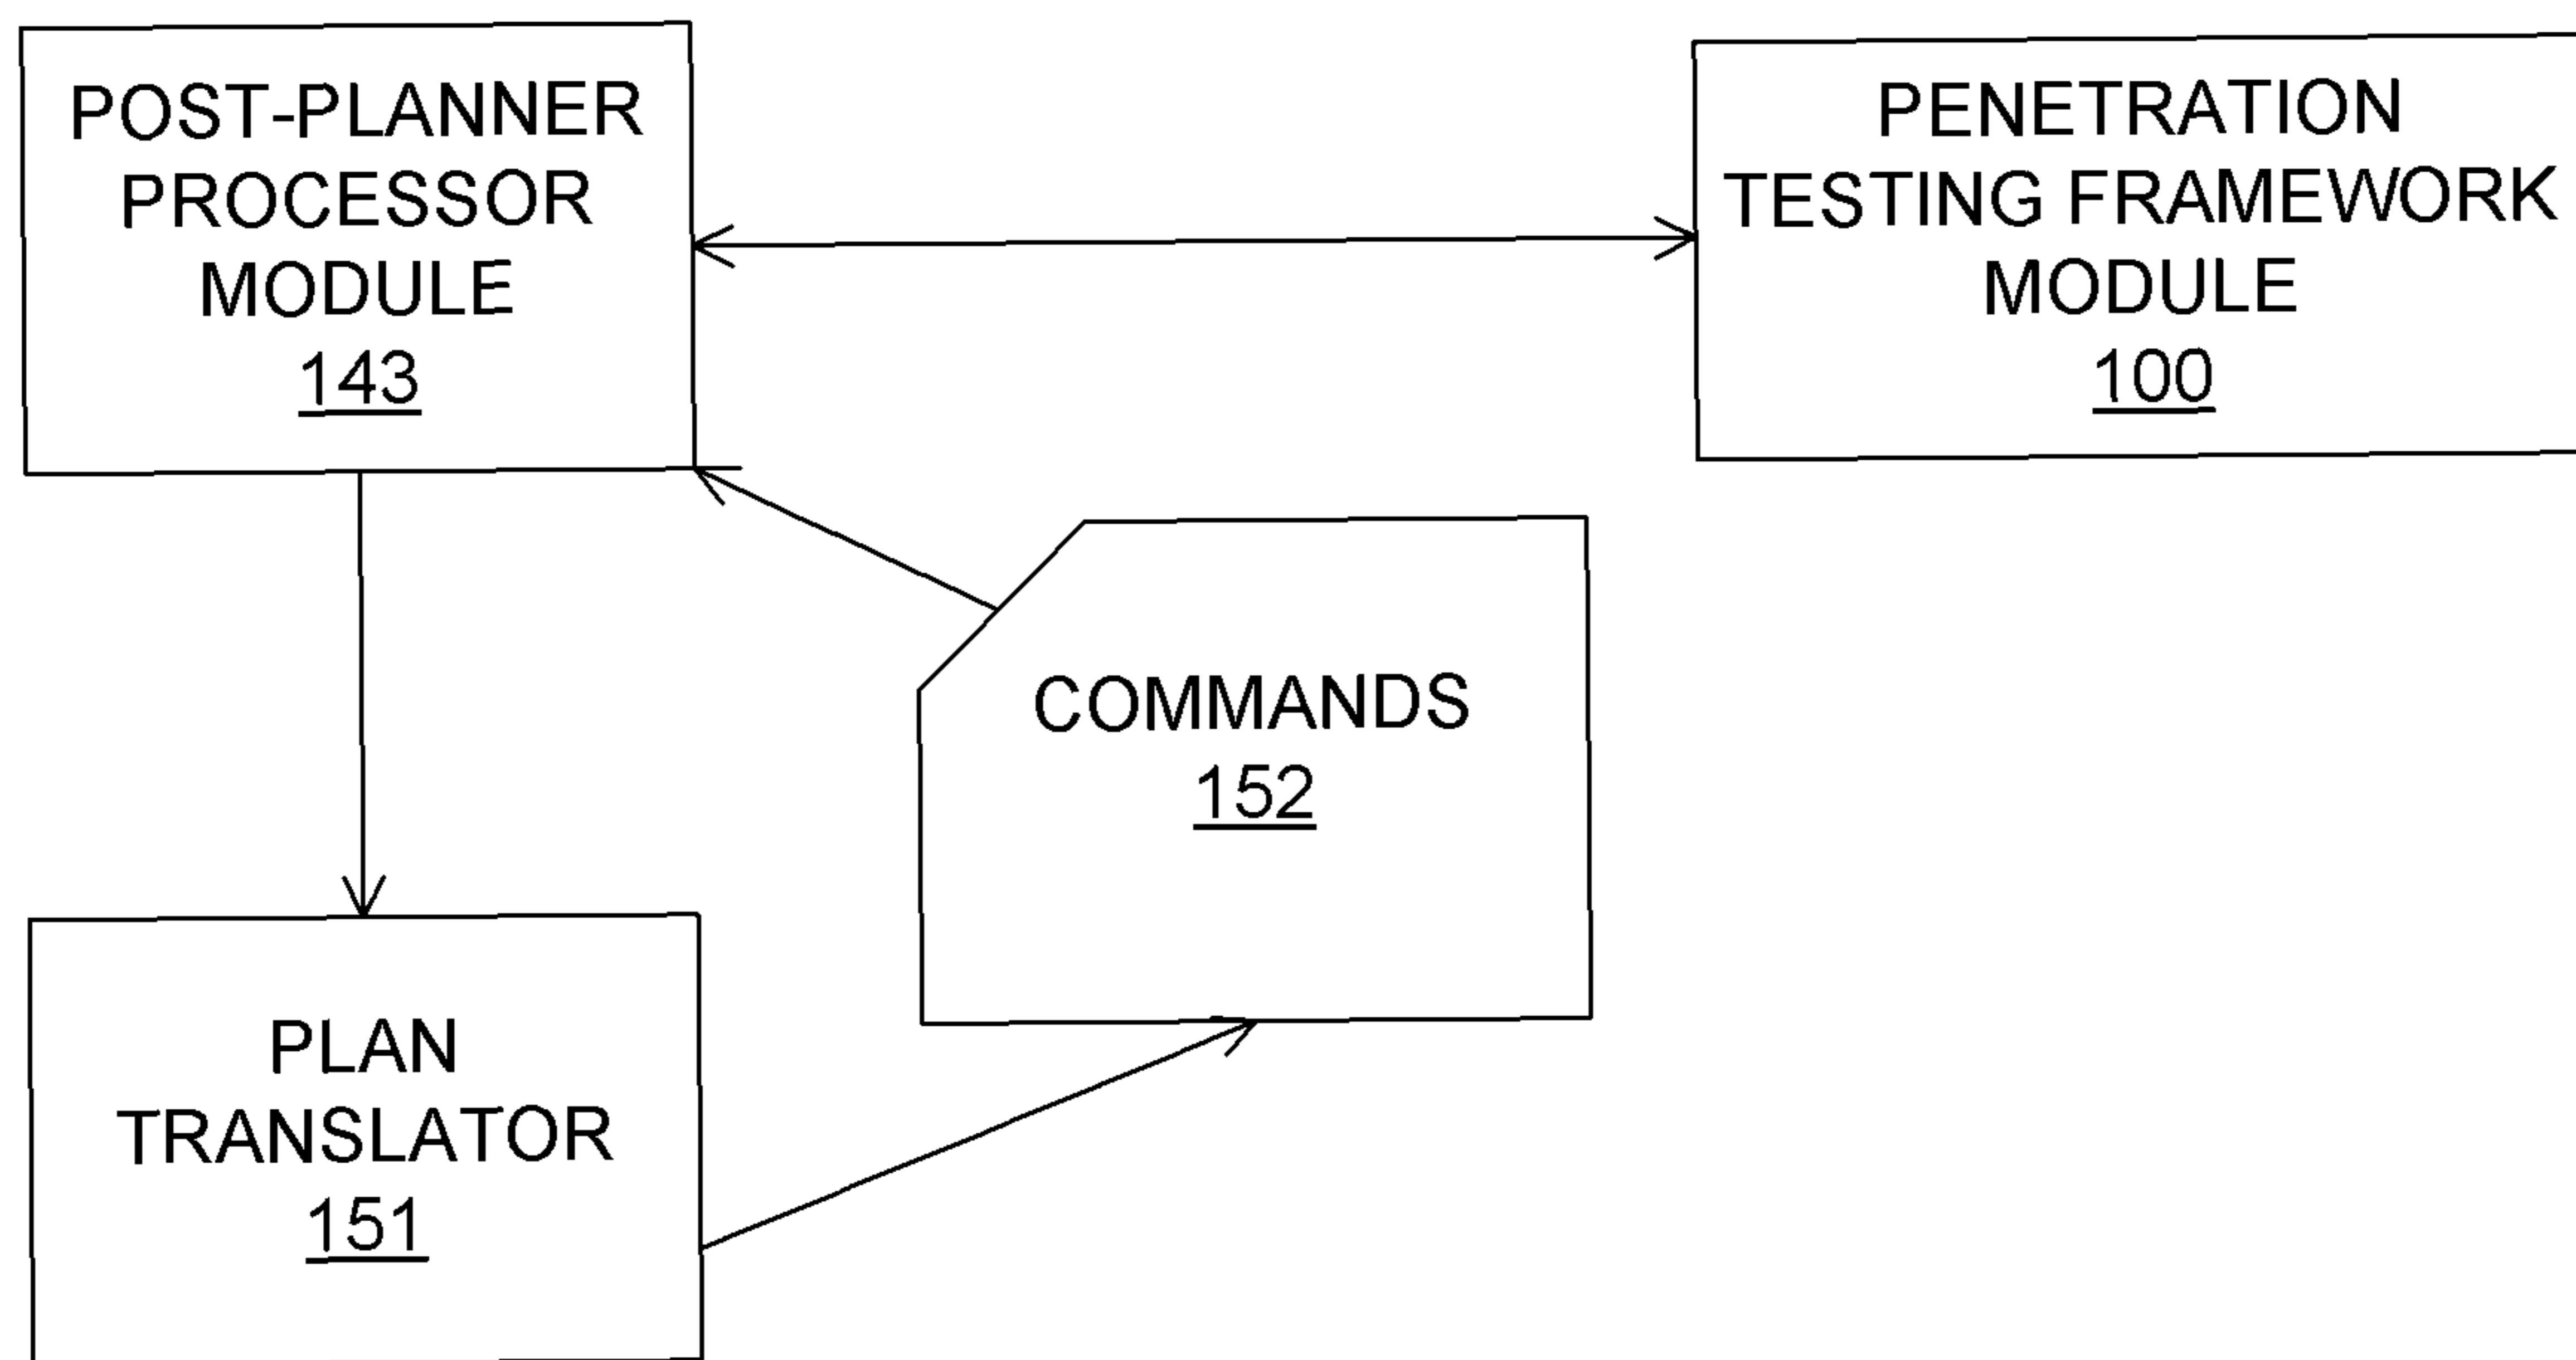 POST-PLANNER
PROCESSOR
MODULE
143
PENETRATION
TESTING FRAMEWORK
MODULE
100
COMMANDS
152
PLAN
TRANSLATOR
151